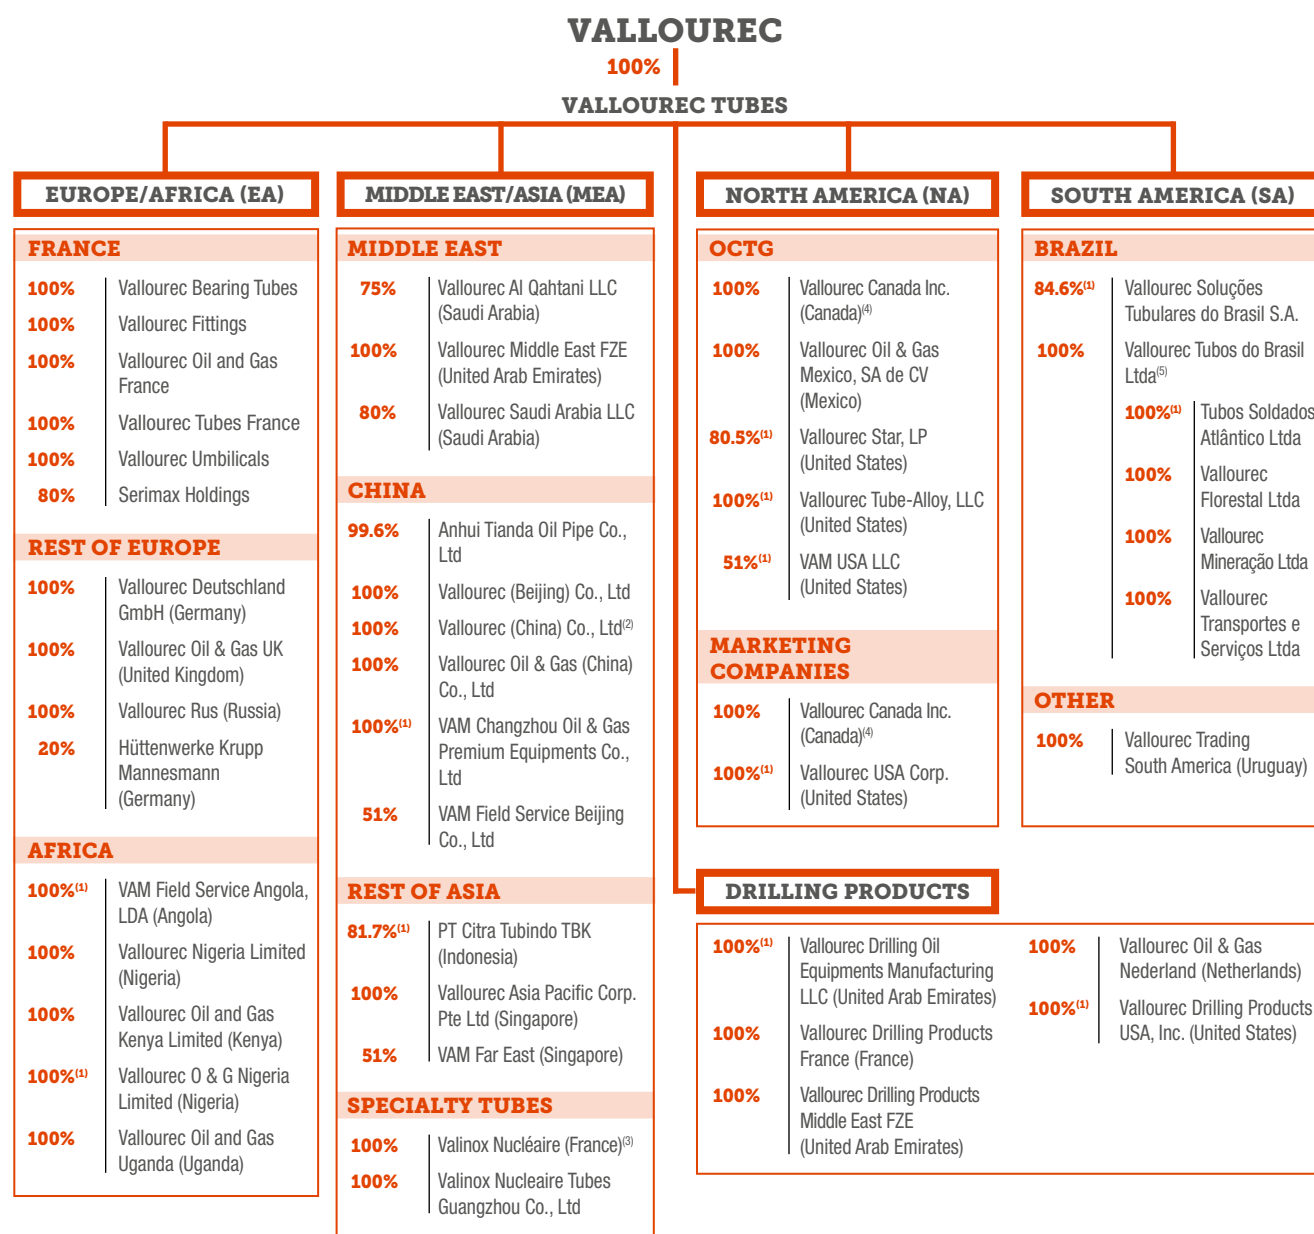 VALLOUREC
100%
VALLOUREC TUBES
EUROPE/AFRICA (EA)
FRANCE
100% Vallourec Bearing Tubes
100% Vallourec Fittings
100% Vallourec Oil and Gas
France
100% Vallourec Tubes France
100% Vallourec Umbilicals
80% Serimax Holdings
REST OF EUROPE
100% Vallourec Deutschland
GmbH (Germany)
100% Vallourec Oil & Gas UK
(United Kingdom)
100% Vallourec Rus (Russia)
20% Hüttenwerke Krupp
Mannesmann
(Germany)
AFRICA
100%(1) VAM Field Service Angola,
LDA (Angola)
100% Vallourec Nigeria Limited
(Nigeria)
100% Vallourec Oil and Gas
Kenya Limited (Kenya)
100%(1) Vallourec O & G Nigeria
Limited (Nigeria)
100% Vallourec Oil and Gas
Uganda (Uganda)
MIDDLE EAST/ASIA (MEA)
MIDDLE EAST
75% Vallourec Al Qahtani LLC
(Saudi Arabia)
100% Vallourec Middle East FZE
(United Arab Emirates)
80% Vallourec Saudi Arabia LLC
(Saudi Arabia)
CHINA
99.6% Anhui Tianda Oil Pipe Co.,
Ltd
100% Vallourec (Beijing) Co., Ltd
100% Vallourec (China) Co., Ltd(2)
100% Vallourec Oil & Gas (China)
Co., Ltd
100%(1) VAM Changzhou Oil & Gas
Premium Equipments Co.,
Ltd
51% VAM Field Service Beijing
Co., Ltd
REST OF ASIA
81.7%(1) PT Citra Tubindo TBK
(Indonesia)
100% Vallourec Asia Pacific Corp.
Pte Ltd (Singapore)
51% VAM Far East (Singapore)
SPECIALTY TUBES
100% Valinox Nucléaire (France)(3)
100% Valinox Nucleaire Tubes
Guangzhou Co., Ltd
NORTH AMERICA (NA)
OCTG
100% Vallourec Canada Inc.
(Canada)(4)
100% Vallourec Oil & Gas
Mexico, SA de CV
(Mexico)
80.5%(1) Vallourec Star, LP
(United States)
100%(1) Vallourec Tube-Alloy, LLC
(United States)
51%(1) VAM USA LLC
(United States)
MARKETING
COMPANIES
100% Vallourec Canada Inc.
(Canada)(4)
100%(1) Vallourec USA Corp.
(United States)
SOUTH AMERICA (SA)
BRAZIL
84.6%(1) Vallourec Soluções
Tubulares do Brasil S.A.
100% Vallourec Tubos do Brasil
Ltda(5)
100%(1) Tubos Soldados
Atlântico Ltda
100% Vallourec
Florestal Ltda
100% Vallourec
Mineração Ltda
100% Vallourec
Transportes e
Serviços Ltda
OTHER
100% Vallourec Trading
South America (Uruguay)
DRILLING PRODUCTS
100%(1) Vallourec Drilling Oil
Equipments Manufacturing
LLC (United Arab Emirates)
100% Vallourec Drilling Products
France (France)
100% Vallourec Drilling Products
Middle East FZE
(United Arab Emirates)
100% Vallourec Oil & Gas
Nederland (Netherlands)
100%(1) Vallourec Drilling Products
USA, Inc. (United States)